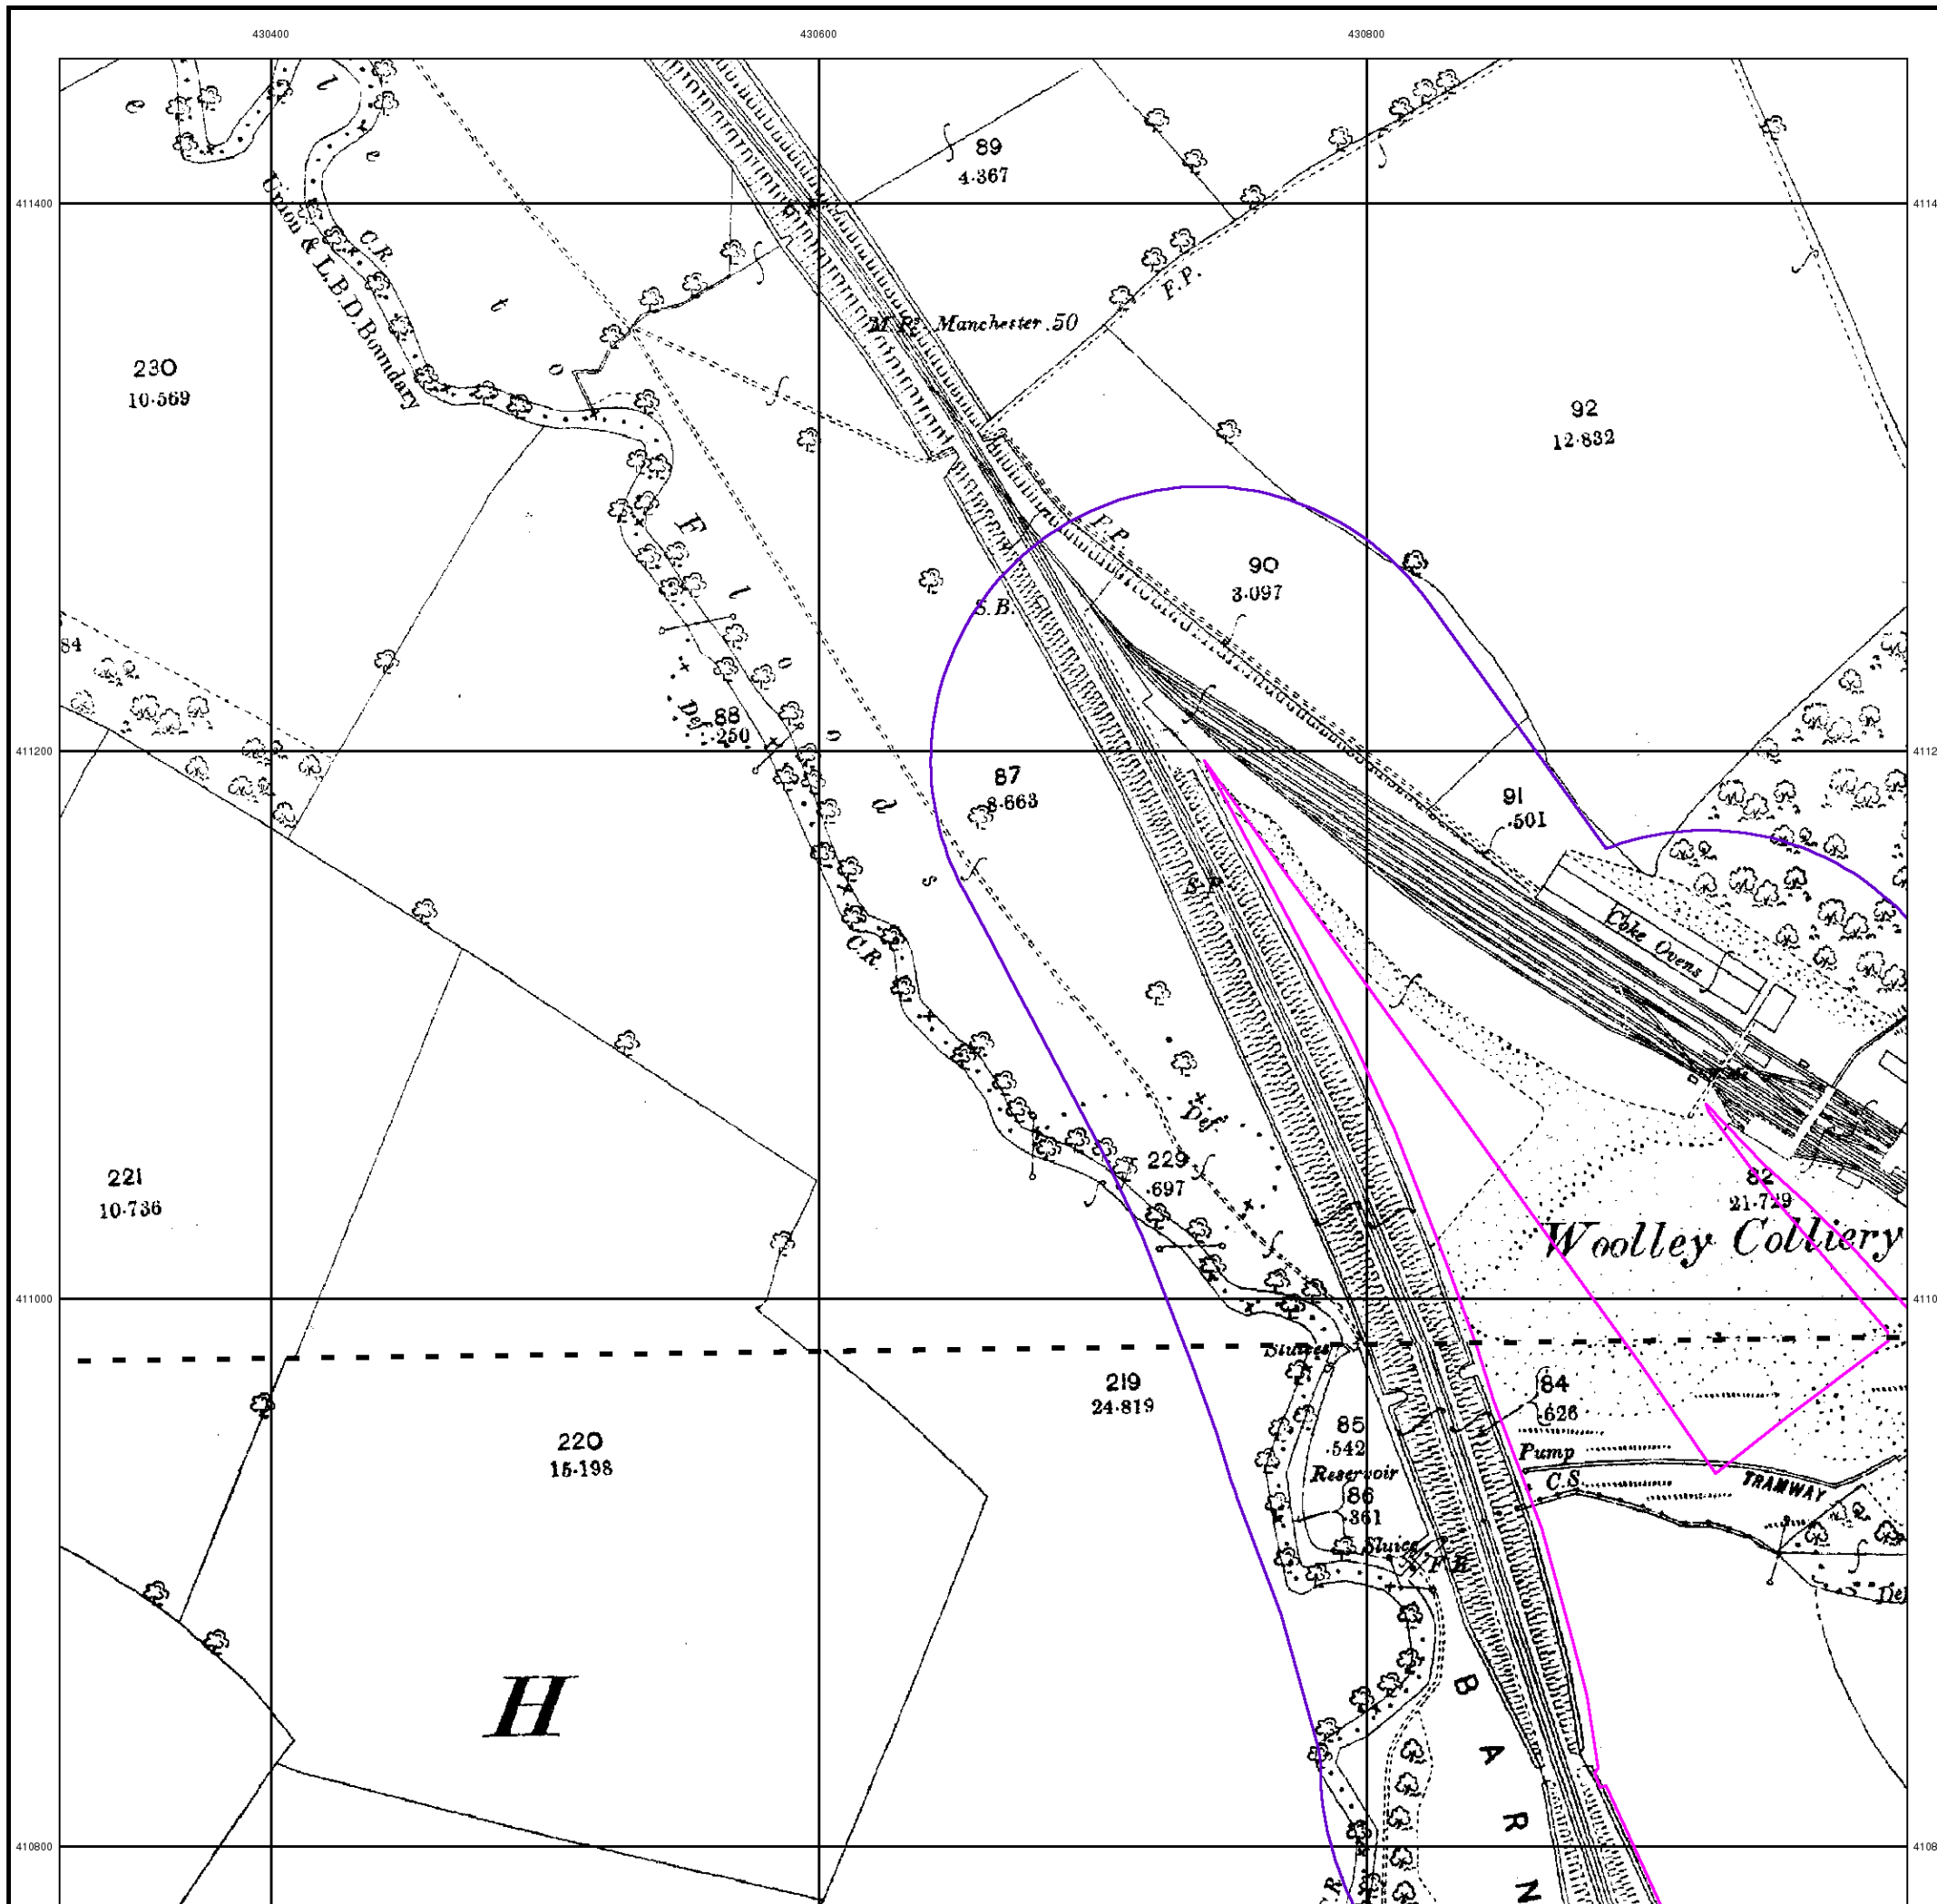 430400 430600 430800
411400
411200
411000
410800
89
4·367
C.R.
Union & L.B.D. Boundary
F.P.
M.P. Manchester 50
230
10·569
92
12·832
F l o o d s
F.P.
90
3·097
S.B.
84
88
.250
Def.
87
8·663
91
.501
S.P.
Coke Ovens
C.R.
Def.
229
.697
221
10·736
82
21·729
Woolley Colliery
Sluices
219
24·819
84
.626
220
15·198
85
.542
Reservoir
86
.361
Pump
C.S.
TRAMWAY
Sluice
F.B.
H
B A R N
C.R.